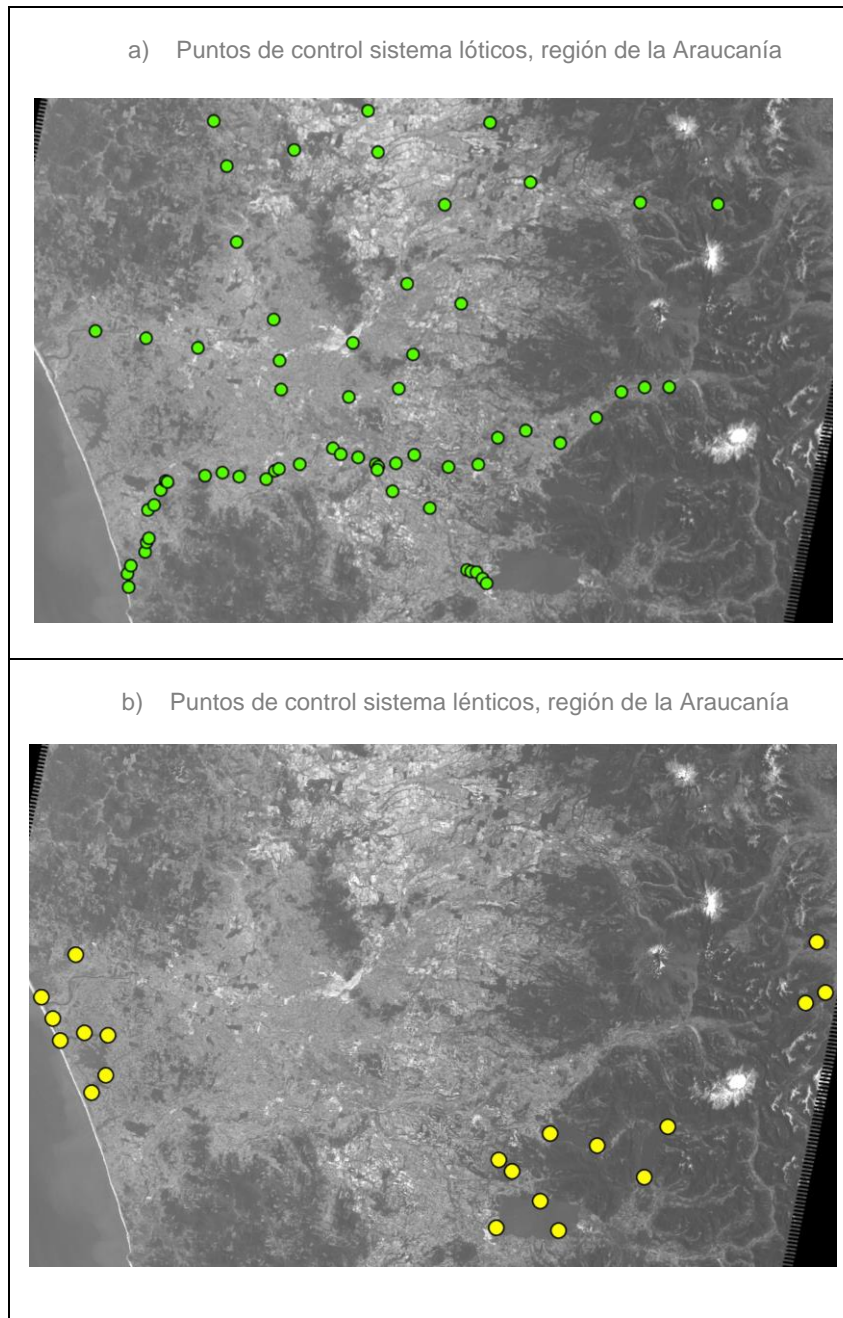 a) Puntos de control sistema lóticos, región de la Araucanía
b) Puntos de control sistema lénticos, región de la Araucanía